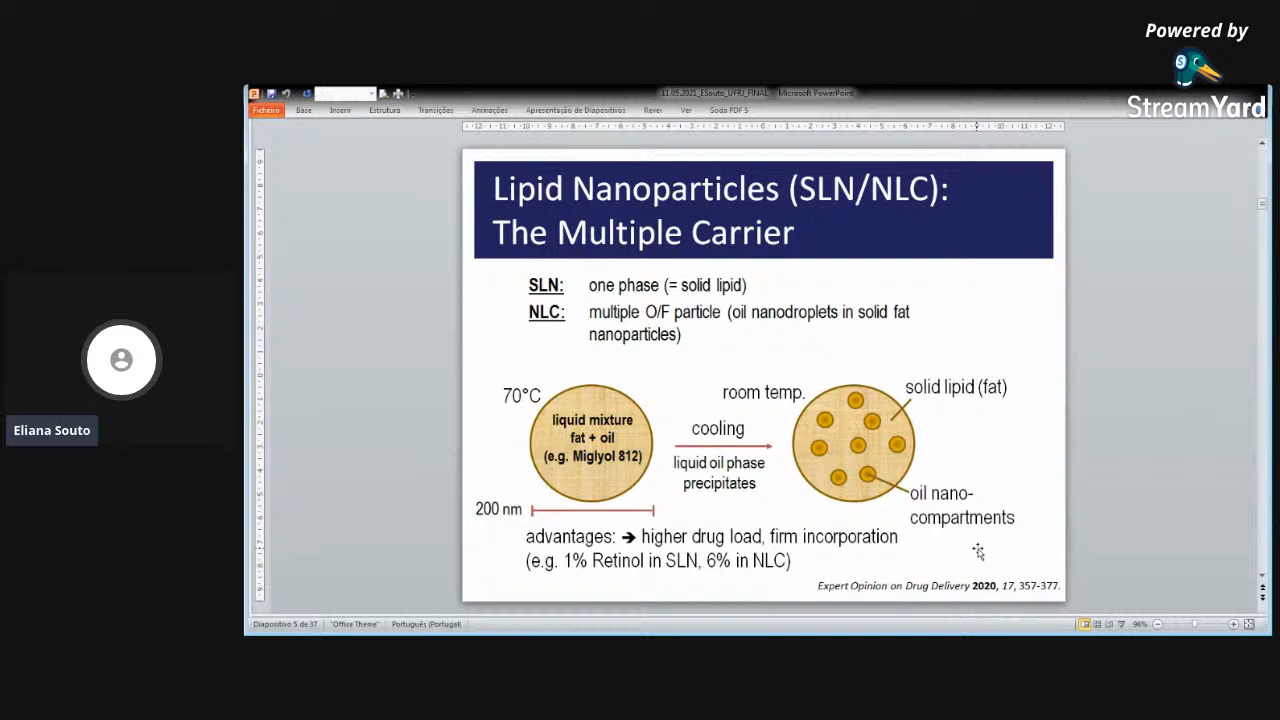 Powered by
StreamYard
11.05.2021_ESouto_UFRJ_FINAL - Microsoft PowerPoint
Ficheiro Base Inserir Estrutura Transições Animações Apresentação de Diapositivos Rever Ver Soda PDF 5
Lipid Nanoparticles (SLN/NLC):
The Multiple Carrier
SLN: one phase (= solid lipid)
NLC: multiple O/F particle (oil nanodroplets in solid fat
nanoparticles)
70°C
liquid mixture
fat + oil
(e.g. Miglyol 812)
200 nm
cooling
liquid oil phase
precipitates
room temp.
solid lipid (fat)
oil nano-
compartments
advantages: ➔ higher drug load, firm incorporation
(e.g. 1% Retinol in SLN, 6% in NLC)
Expert Opinion on Drug Delivery 2020, 17, 357-377.
Eliana Souto
Diapositivo 5 de 37 "Office Theme" Português (Portugal) 96%